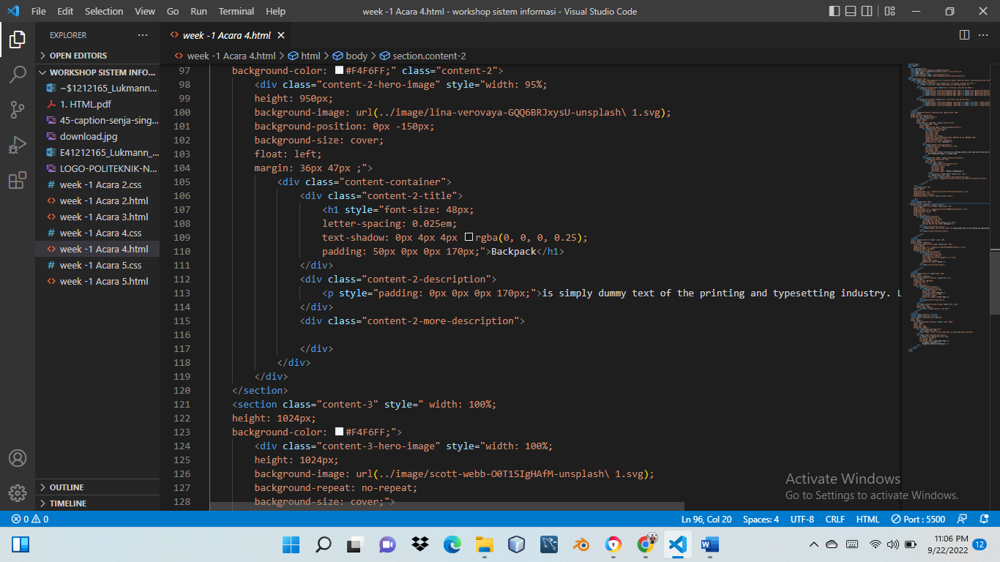 File Edit Selection View Go Run Terminal Help
week -1 Acara 4.html - workshop sistem informasi - Visual Studio Code
EXPLORER ···
week -1 Acara 4.html
OPEN EDITORS
week -1 Acara 4.html > html > body > section.content-2
WORKSHOP SISTEM INFO...
~$1212165_Lukmann...
1. HTML.pdf
45-caption-senja-sing...
download.jpg
E41212165_Lukmann_...
LOGO-POLITEKNIK-N...
week -1 Acara 2.css
week -1 Acara 2.html
week -1 Acara 3.html
week -1 Acara 4.css
week -1 Acara 4.html
week -1 Acara 5.css
week -1 Acara 5.html
OUTLINE
TIMELINE
97 background-color: #F4F6FF;" class="content-2">
98 <div class="content-2-hero-image" style="width: 95%;
99 height: 950px;
100 background-image: url(../image/lina-verovaya-GQQ6BRJxysU-unsplash\ 1.svg);
101 background-position: 0px -150px;
102 background-size: cover;
103 float: left;
104 margin: 36px 47px ;">
105 <div class="content-container">
106 <div class="content-2-title">
107 <h1 style="font-size: 48px;
108 letter-spacing: 0.025em;
109 text-shadow: 0px 4px 4px rgba(0, 0, 0, 0.25);
110 padding: 50px 0px 0px 170px;">Backpack</h1>
111 </div>
112 <div class="content-2-description">
113 <p style="padding: 0px 0px 0px 170px;">is simply dummy text of the printing and typesetting industry. L
114 </div>
115 <div class="content-2-more-description">
116
117 </div>
118 </div>
119 </div>
120 </section>
121 <section class="content-3" style=" width: 100%;
122 height: 1024px;
123 background-color: #F4F6FF;">
124 <div class="content-3-hero-image" style="width: 100%;
125 height: 1024px;
126 background-image: url(../image/scott-webb-O0T1SIgHAfM-unsplash\ 1.svg);
127 background-repeat: no-repeat;
128 background-size: cover;">
Activate Windows
Go to Settings to activate Windows.
0 0
Ln 96, Col 20 Spaces: 4 UTF-8 CRLF HTML Port : 5500
11:06 PM
9/22/2022
12